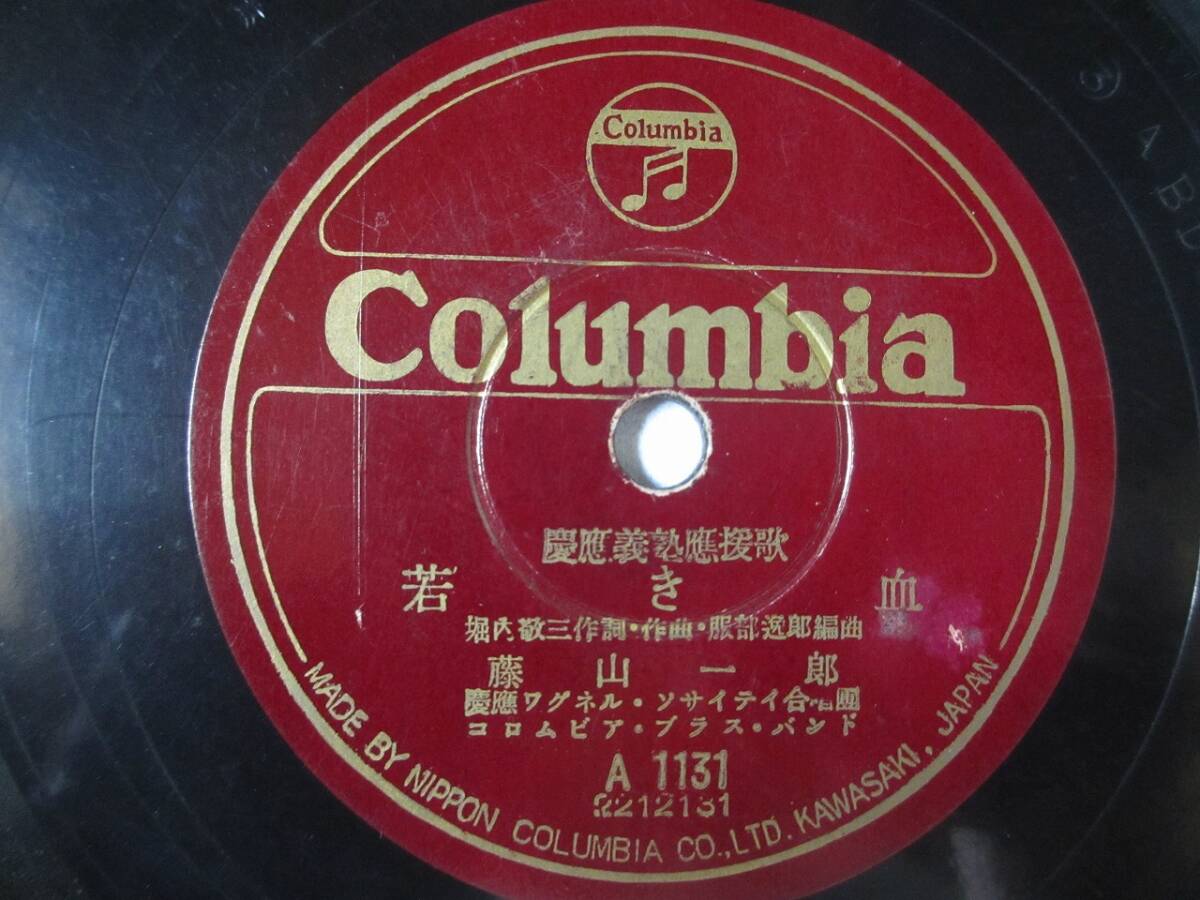 Columbia
Columbia
慶應義塾應援歌
若き血
堀内敬三作詞・作曲・服部逸郎編曲
藤山一郎
慶應ワグネル・ソサイテイ合唱團
コロムビア・ブラス・バンド
A 1131
2212131
MADE BY NIPPON COLUMBIA CO., LTD. KAWASAKI, JAPAN
③ 4 B